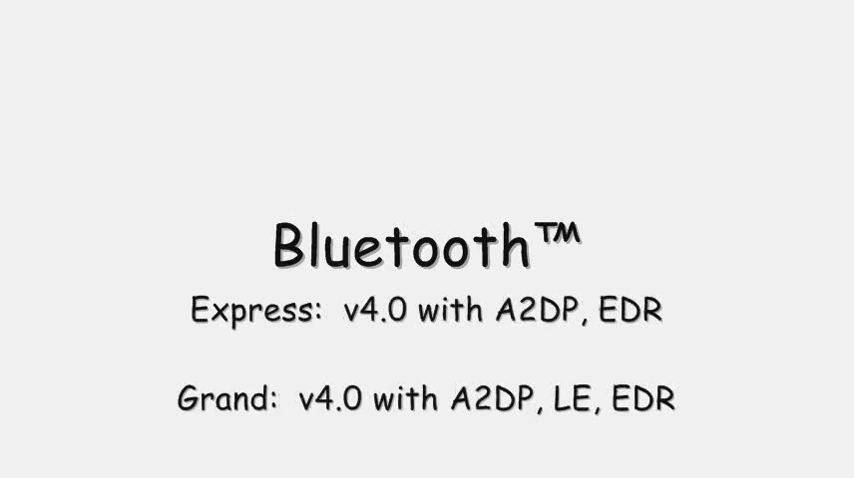 Bluetooth™
Express:  v4.0 with A2DP, EDR
Grand:  v4.0 with A2DP, LE, EDR